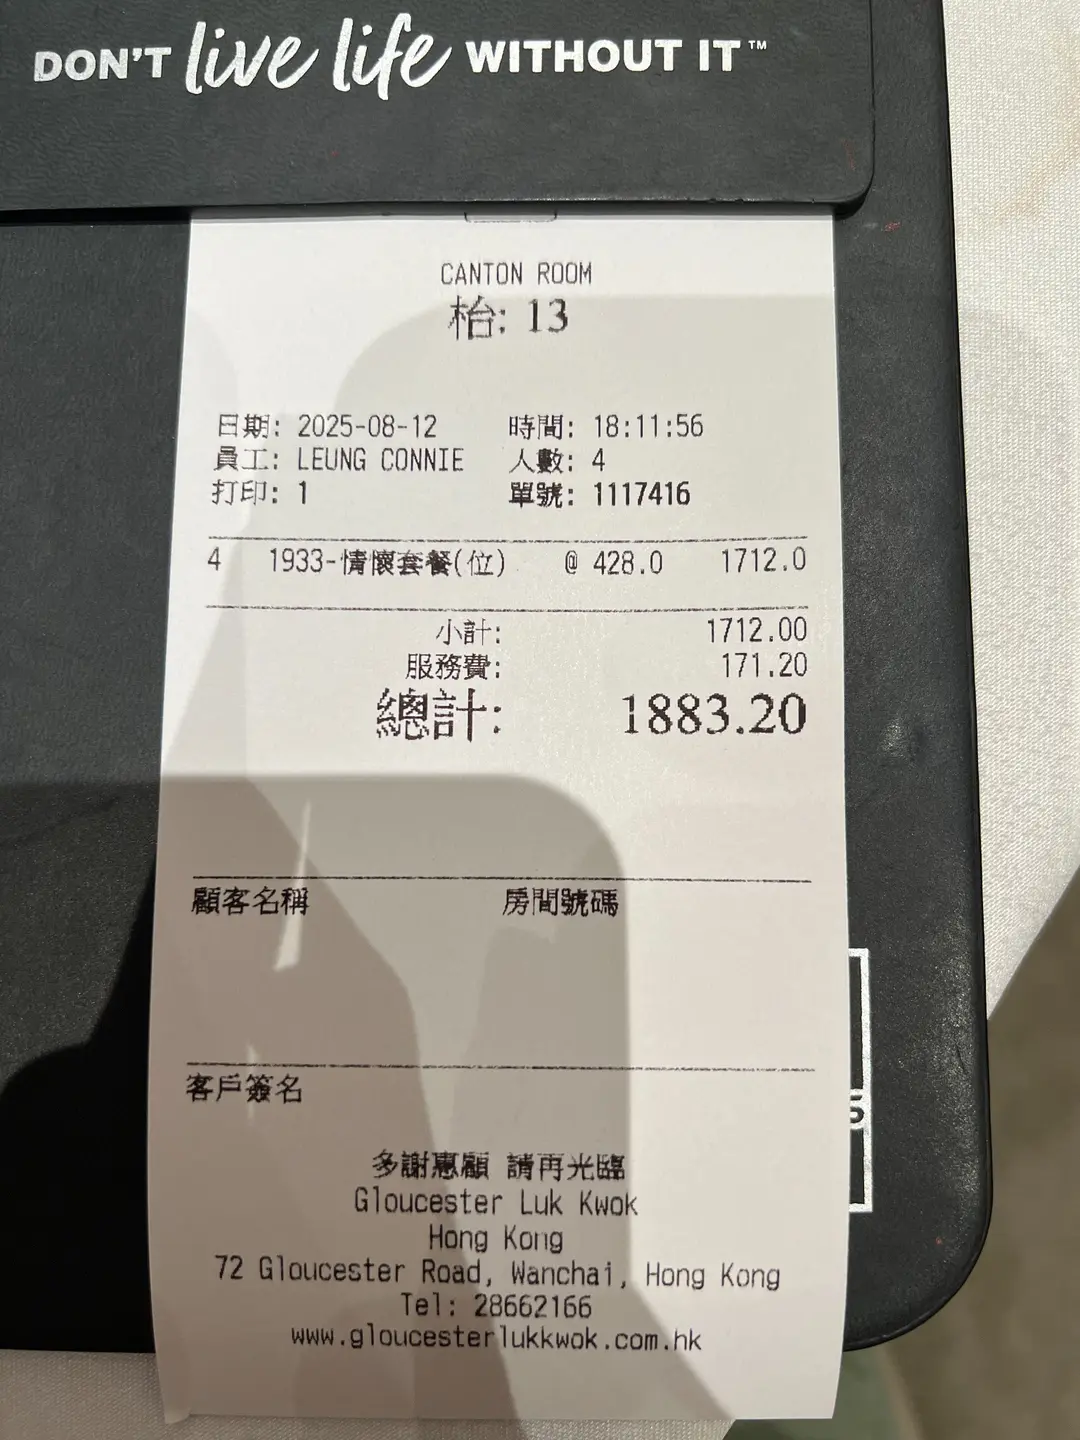 DON'T live life WITHOUT IT™
CANTON ROOM
枱: 13
日期: 2025-08-12 時間: 18:11:56
員工: LEUNG CONNIE 人數: 4
打印: 1 單號: 1117416
4 1933-情懷套餐(位) @ 428.0 1712.0
小計: 1712.00
服務費: 171.20
總計: 1883.20
顧客名稱 房間號碼
客戶簽名
多謝惠顧 請再光臨
Gloucester Luk Kwok
Hong Kong
72 Gloucester Road, Wanchai, Hong Kong
Tel: 28662166
www.gloucesterlukkwok.com.hk